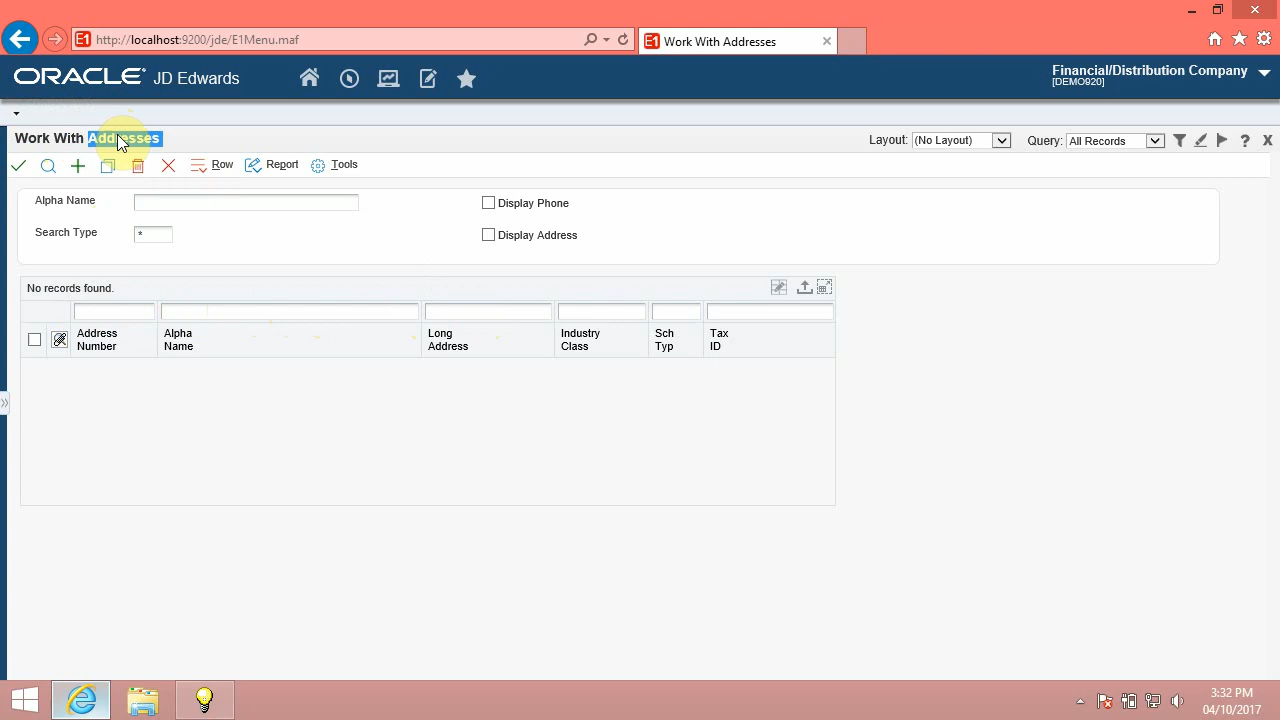 http://localhost:9200/jde/E1Menu.maf
E1 Work With Addresses
ORACLE JD Edwards
Financial/Distribution Company
[DEMO920]
Work With Addresses
Layout: (No Layout)
Query: All Records
Row
Report
Tools
Alpha Name
Display Phone
Search Type
*
Display Address
No records found.
Address
Number
Alpha
Name
Long
Address
Industry
Class
Sch
Typ
Tax
ID
3:32 PM
04/10/2017